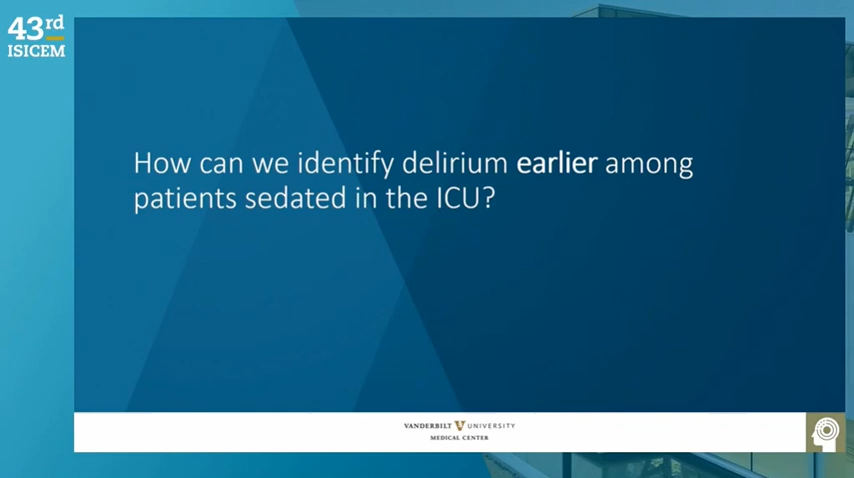 43rd
ISICEM
How can we identify delirium earlier among
patients sedated in the ICU?
VANDERBILT V UNIVERSITY
MEDICAL CENTER